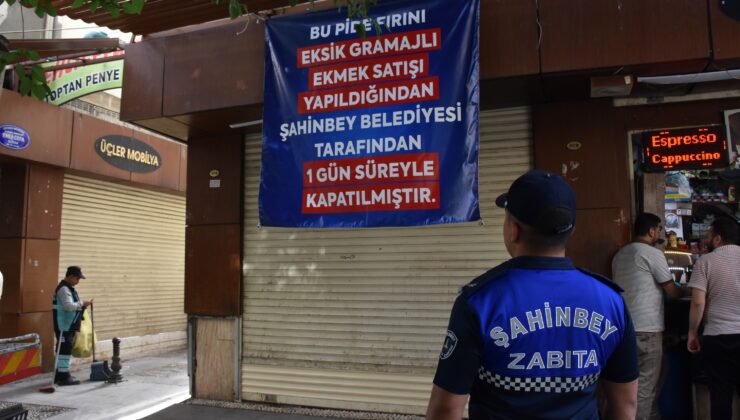 BU PİDE FIRINI
EKSİK GRAMAJLI
EKMEK SATIŞI
YAPILDIĞINDAN
ŞAHİNBEY BELEDİYESİ
TARAFINDAN
1 GÜN SÜREYLE
KAPATILMIŞTIR.
TOPTAN PENYE
ÜÇLER MOBİLYA
Espresso
Cappuccino
ŞAHİNBEY
ZABITA